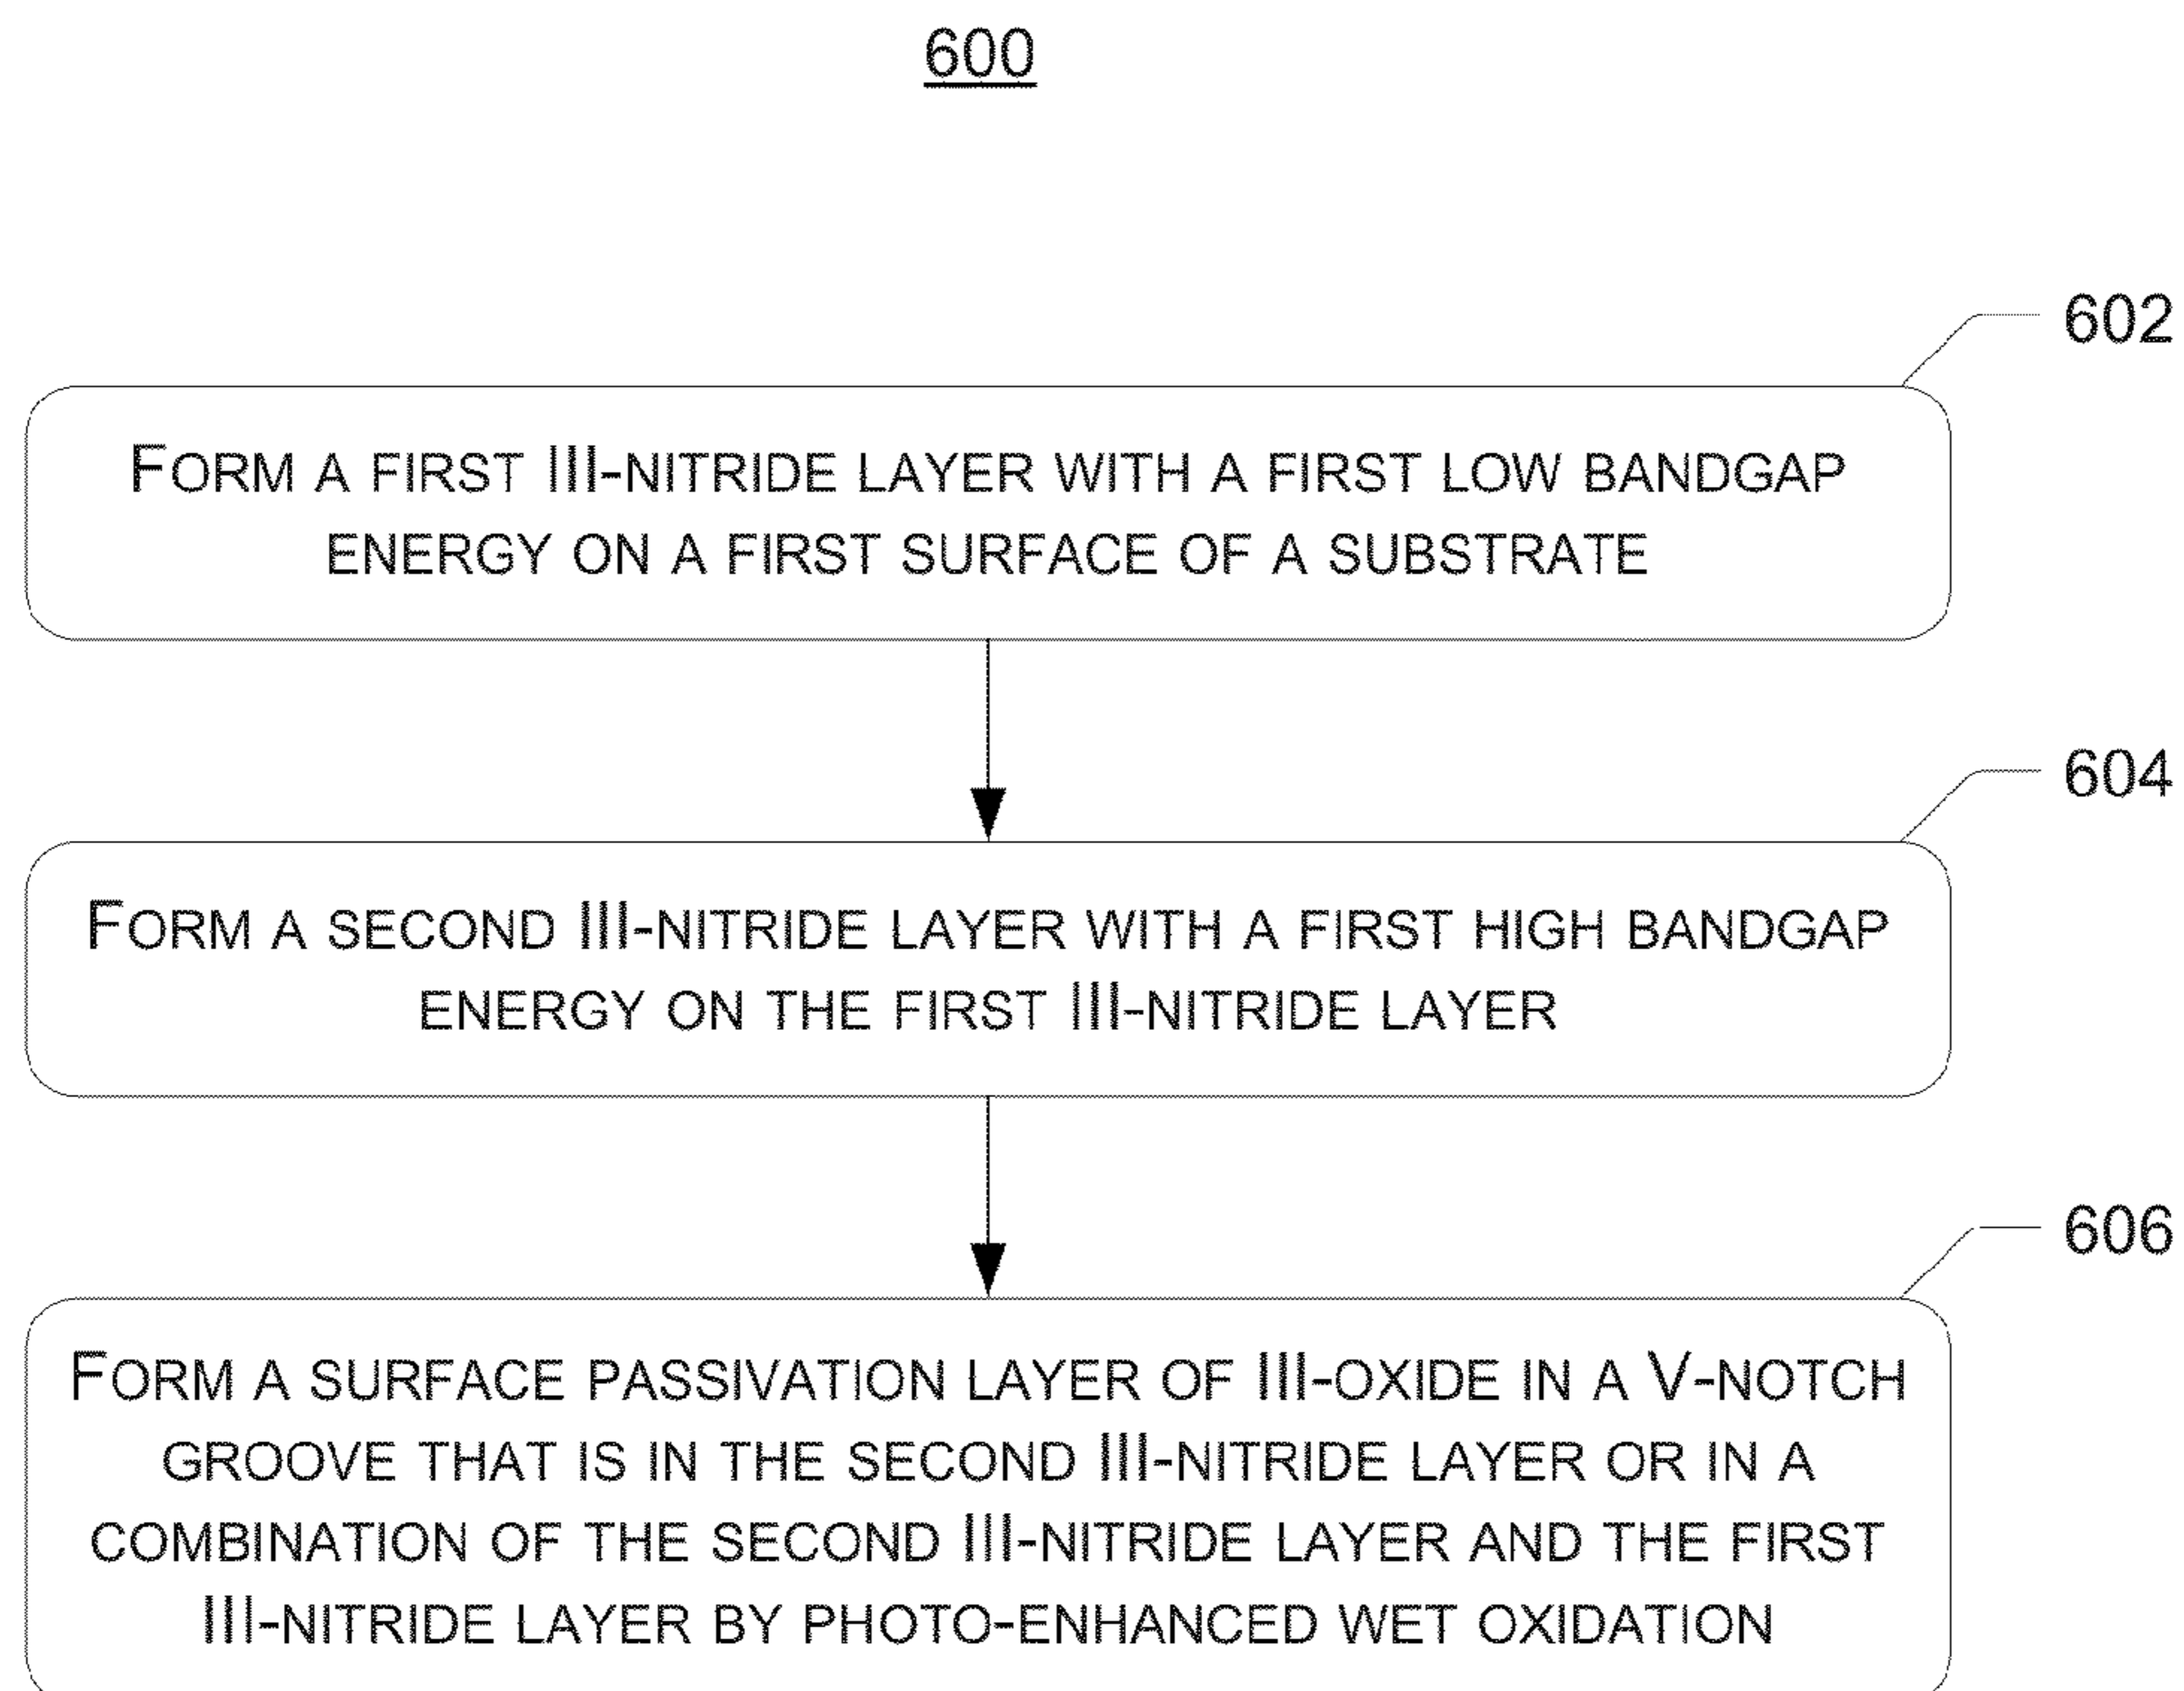 600
602
FORM A FIRST III-NITRIDE LAYER WITH A FIRST LOW BANDGAP
ENERGY ON A FIRST SURFACE OF A SUBSTRATE
604
FORM A SECOND III-NITRIDE LAYER WITH A FIRST HIGH BANDGAP
ENERGY ON THE FIRST III-NITRIDE LAYER
606
FORM A SURFACE PASSIVATION LAYER OF III-OXIDE IN A V-NOTCH
GROOVE THAT IS IN THE SECOND III-NITRIDE LAYER OR IN A
COMBINATION OF THE SECOND III-NITRIDE LAYER AND THE FIRST
III-NITRIDE LAYER BY PHOTO-ENHANCED WET OXIDATION